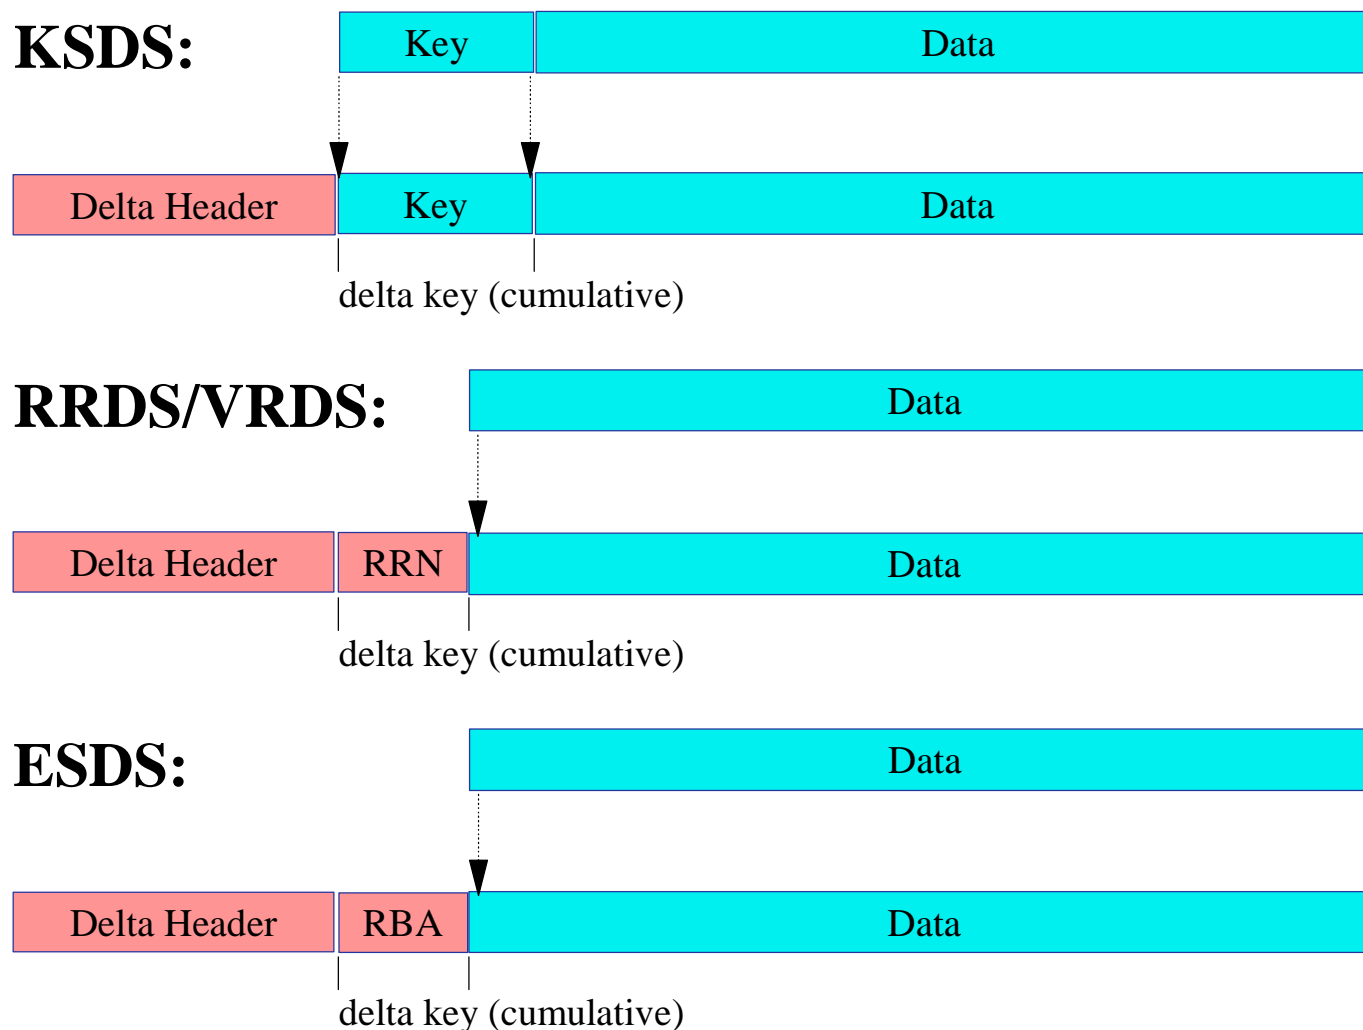 KSDS: Key Data
Delta Header Key Data
delta key (cumulative)
RRDS/VRDS: Data
Delta Header RRN Data
delta key (cumulative)
ESDS: Data
Delta Header RBA Data
delta key (cumulative)